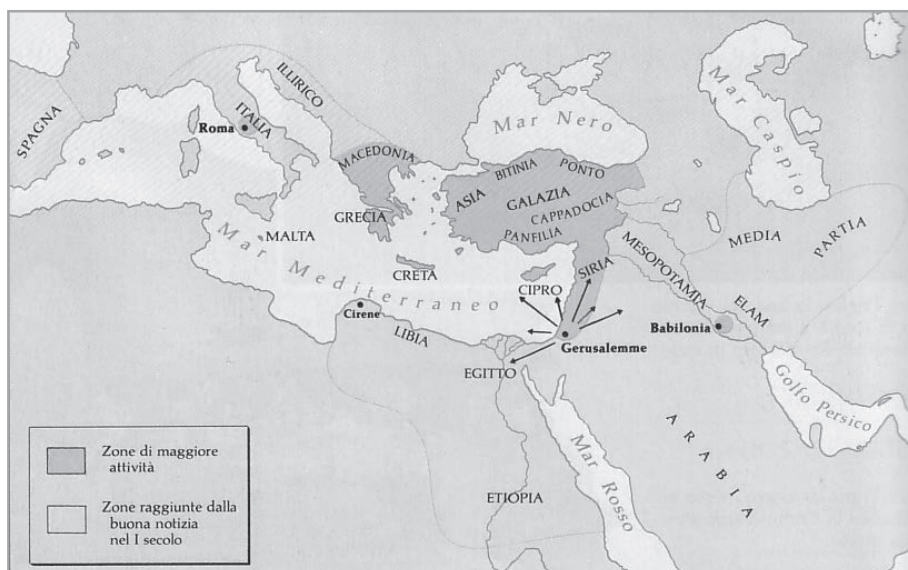 SPAGNA
ILLIRICO
ITALIA
Roma
MACEDONIA
GRECIA
MALTA
CRETA
Mar Mediterraneo
Cirene
LIBIA
Mar Nero
BITINIA
PONTO
ASIA
GALAZIA
CAPPADOCIA
PANFILIA
CIPRO
SIRIA
Mar Caspio
MEDIA
PARTIA
MESOPOTAMIA
ELAM
Babilonia
Gerusalemme
EGITTO
Golfo Persico
ARABIA
Mar Rosso
ETIOPIA
Zone di maggiore
attività
Zone raggiunte dalla
buona notizia
nel I secolo